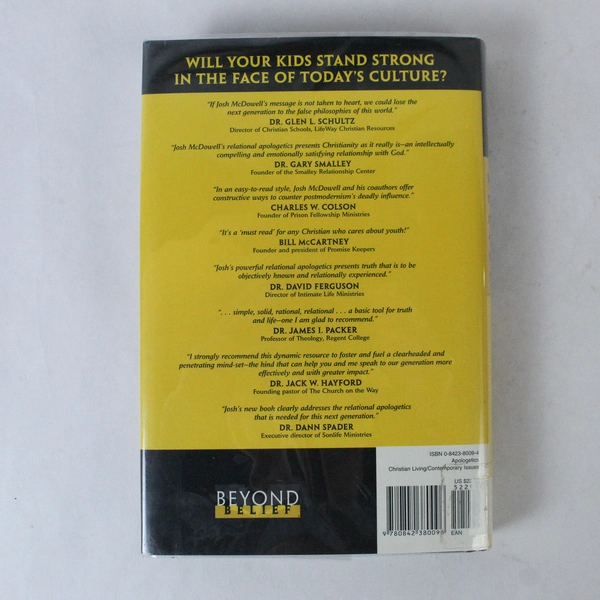 WILL YOUR KIDS STAND STRONG
IN THE FACE OF TODAY'S CULTURE?
"If Josh McDowell's message is not taken to heart, we could lose the
next generation to the false philosophies of this world."
DR. GLEN L. SCHULTZ
Director of Christian Schools, LifeWay Christian Resources
"Josh McDowell's relational apologetics presents Christianity as it really is—an intellectually
compelling and emotionally satisfying relationship with God."
DR. GARY SMALLEY
Founder of the Smalley Relationship Center
"In an easy-to-read style, Josh McDowell and his coauthors offer
constructive ways to counter postmodernism's deadly influence."
CHARLES W. COLSON
Founder of Prison Fellowship Ministries
"It's a 'must read' for any Christian who cares about youth!"
BILL McCARTNEY
Founder and president of Promise Keepers
"Josh's powerful relational apologetics presents truth that is to be
objectively known and relationally experienced."
DR. DAVID FERGUSON
Director of Intimate Life Ministries
". . . simple, solid, rational, relational . . . a basic tool for truth
and life—one I am glad to recommend."
DR. JAMES I. PACKER
Professor of Theology, Regent College
"I strongly recommend this dynamic resource to foster and fuel a clearheaded and
penetrating mind-set—the kind that can help you and me speak to our generation more
effectively and with greater impact."
DR. JACK W. HAYFORD
Founding pastor of The Church on the Way
"Josh's new book clearly addresses the relational apologetics
that is needed for this next generation."
DR. DANN SPADER
Executive director of Sonlife Ministries
ISBN 0-8423-8009-4
Apologetics
Christian Living/Contemporary Issues
US $22
522
BEYOND
BELIEF
9 780842 38009 EAN